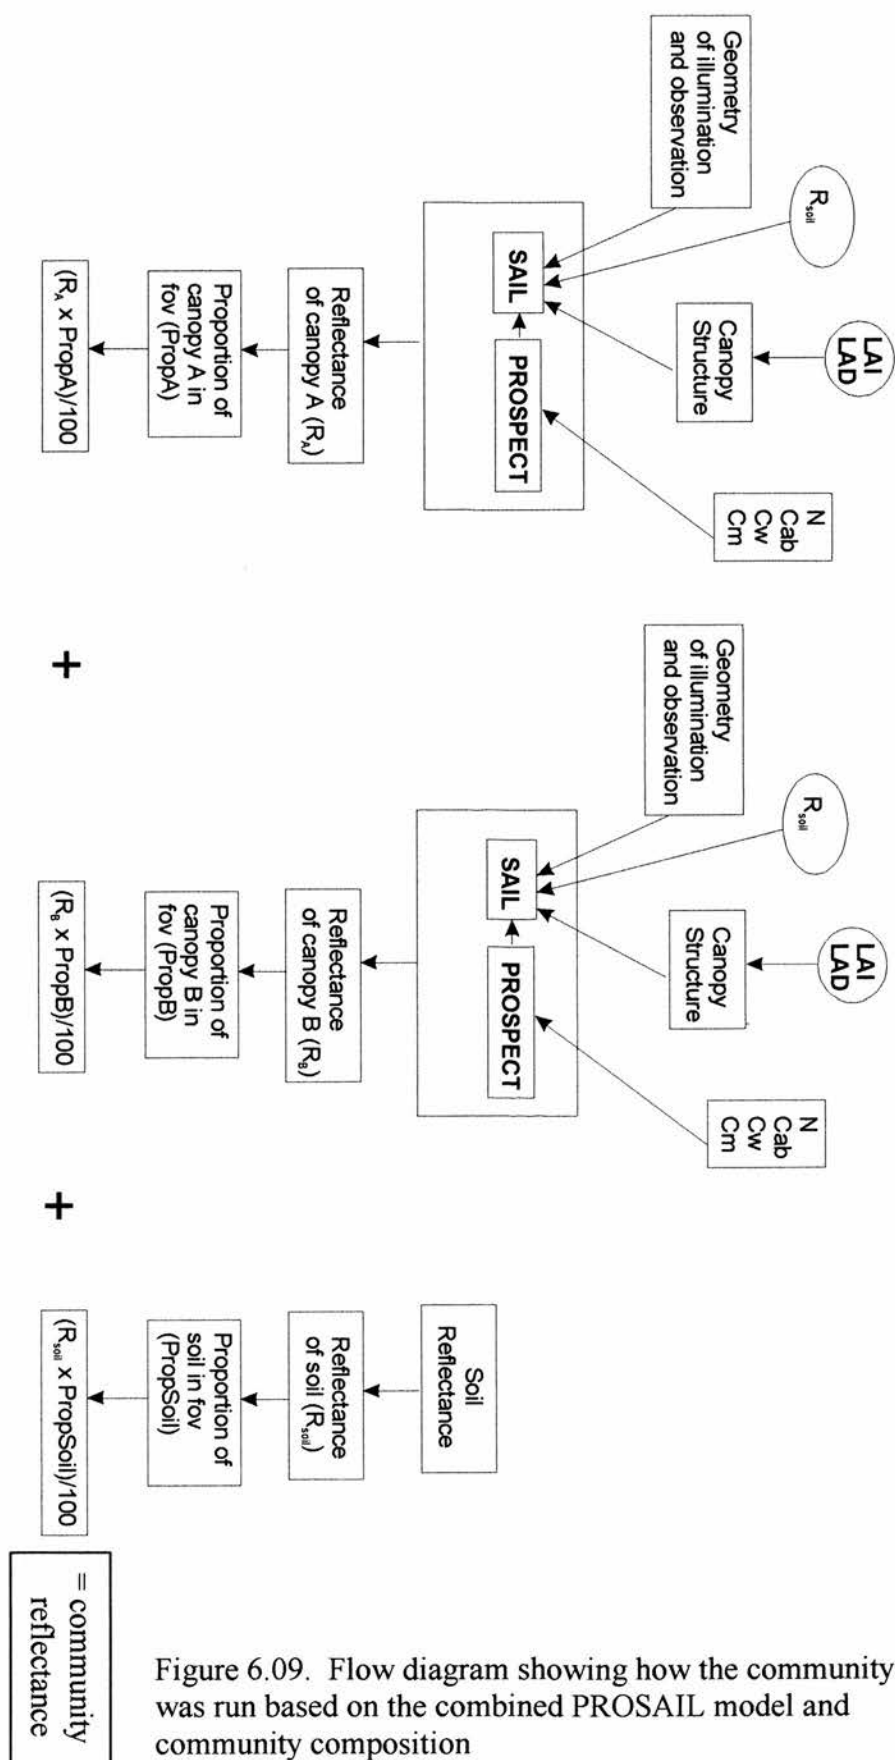 Geometry
of illumination
and observation
R_soil
LAI
LAD
Canopy
Structure
N
Cab
Cw
Cm
SAIL
PROSPECT
Reflectance
of canopy A (R_A)
Proportion of
canopy A in
fov (PropA)
(R_A x PropA)/100
+
Geometry
of illumination
and observation
R_soil
LAI
LAD
Canopy
Structure
N
Cab
Cw
Cm
SAIL
PROSPECT
Reflectance
of canopy B (R_B)
Proportion of
canopy B in
fov (PropB)
(R_B x PropB)/100
+
Soil
Reflectance
Reflectance
of soil (R_soil)
Proportion of
soil in fov
(PropSoil)
(R_soil x PropSoil)/100
= community
reflectance
Figure 6.09. Flow diagram showing how the community
was run based on the combined PROSAIL model and
community composition